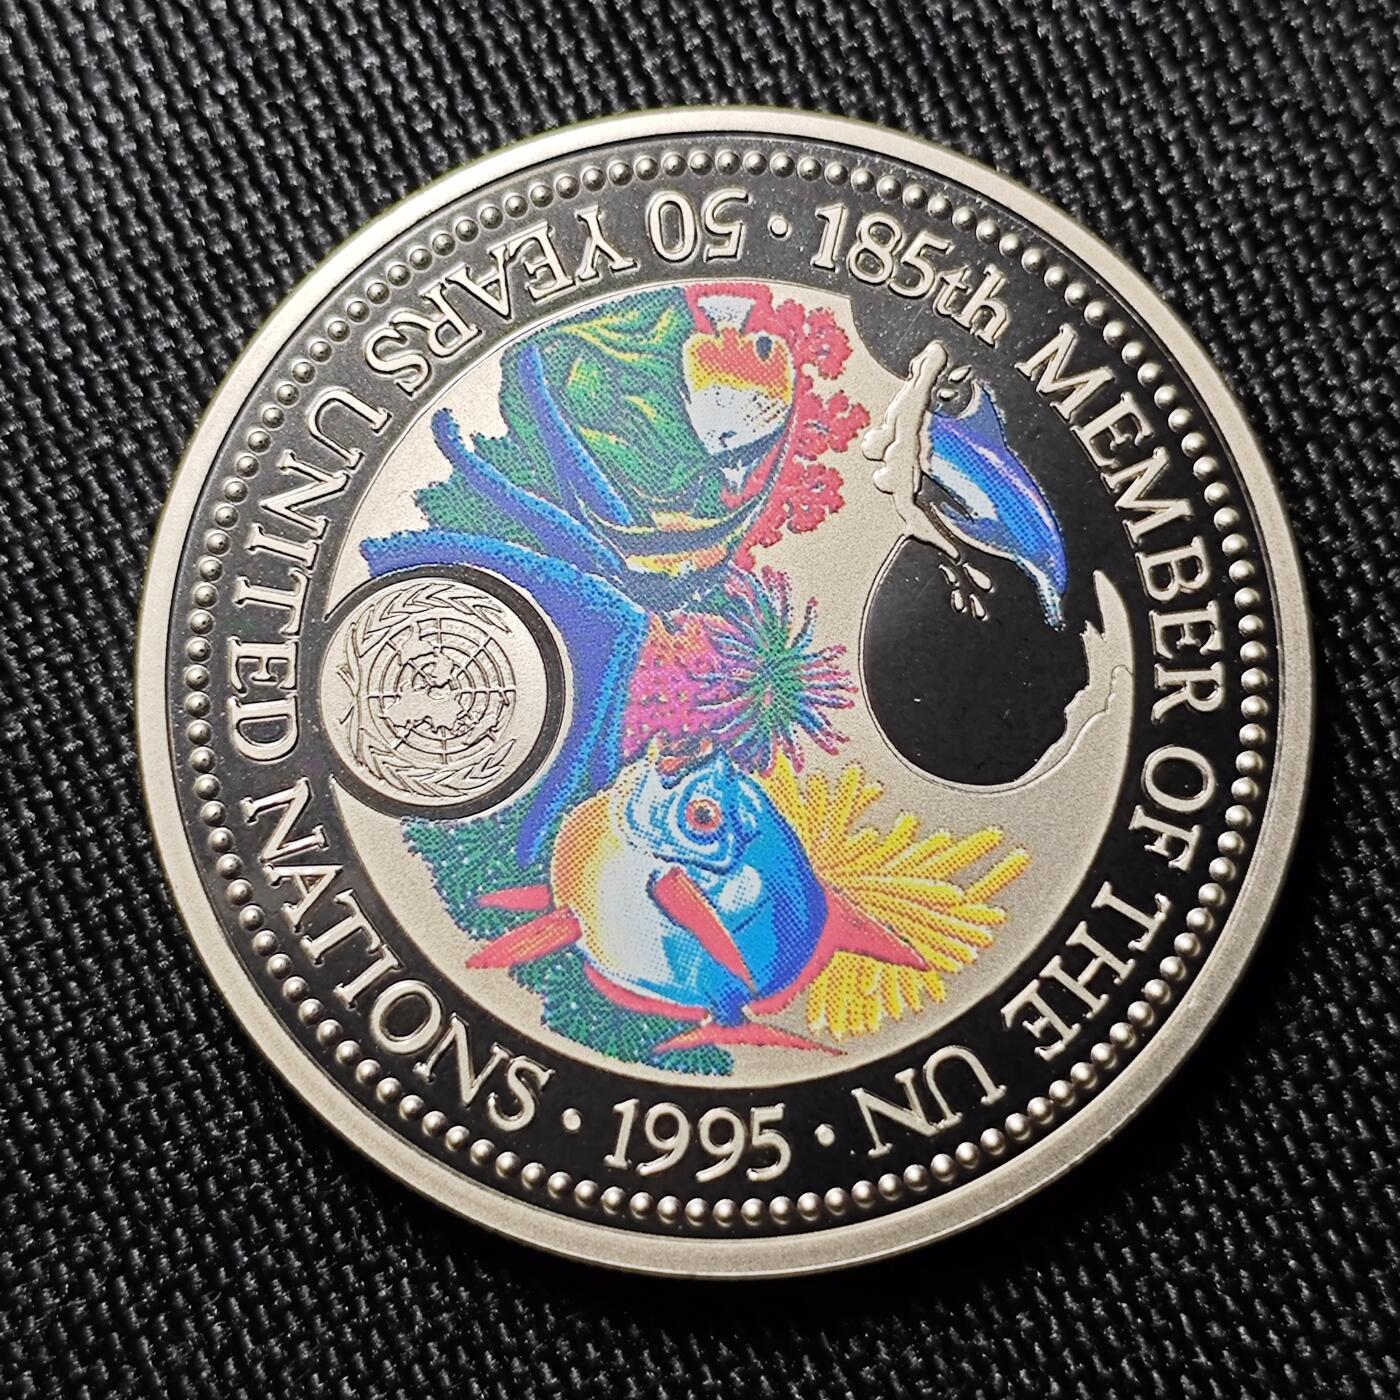 50 YEARS UNITED NATIONS · 1995 ·
185th MEMBER OF THE UN ·